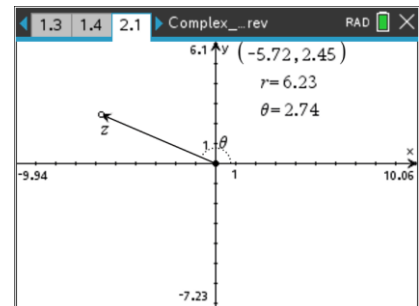 1.3 1.4 2.1 Complex_...rev RAD
6.1 y (-5.72,2.45)
r=6.23
θ=2.74
z
1 θ
x
-9.94 1 10.06
-7.23